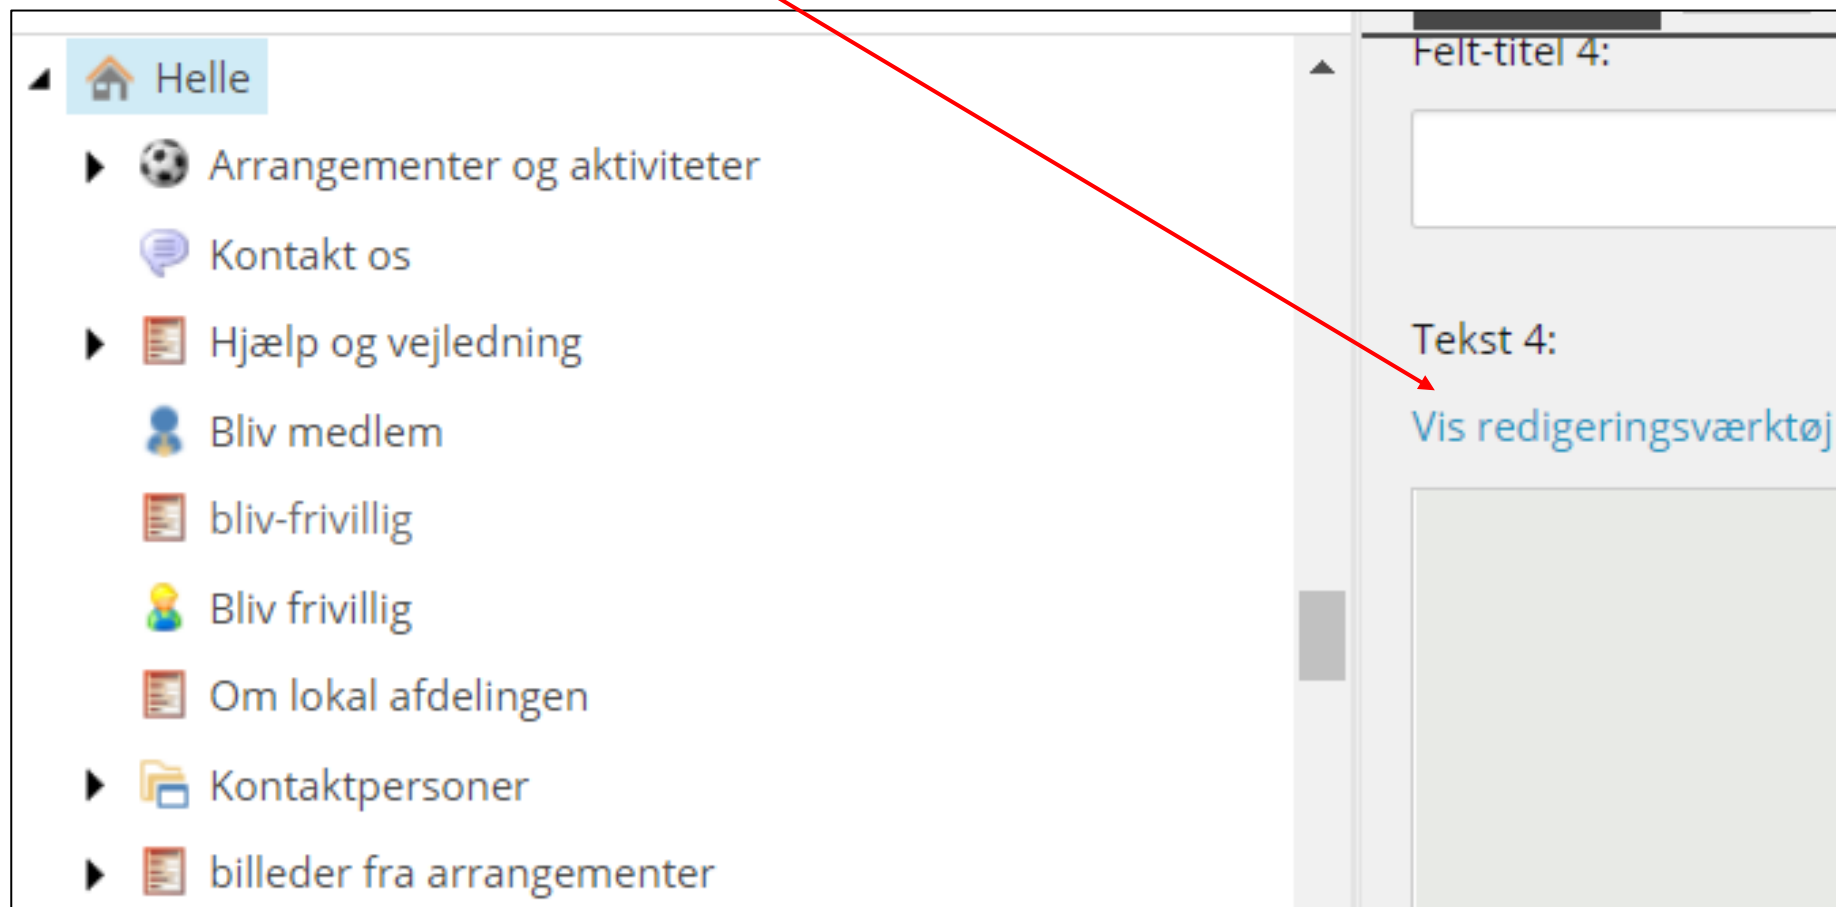 Helle
Arrangementer og aktiviteter
Kontakt os
Hjælp og vejledning
Bliv medlem
bliv-frivillig
Bliv frivillig
Om lokal afdelingen
Kontaktpersoner
billeder fra arrangementer
Felt-titel 4:
Tekst 4:
Vis redigeringsværktøj